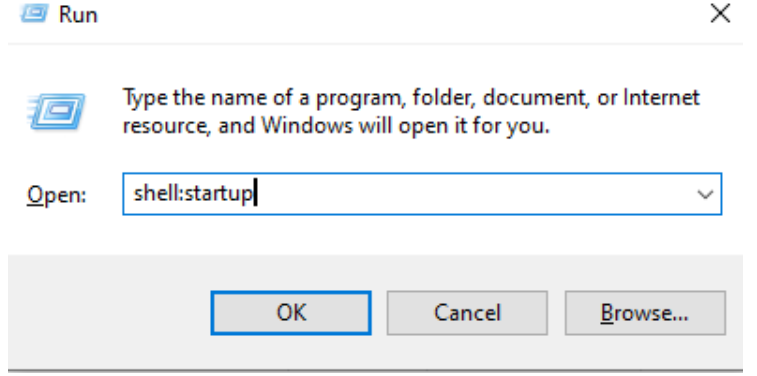 Run
Type the name of a program, folder, document, or Internet
resource, and Windows will open it for you.
Open: shell:startup
OK Cancel Browse...